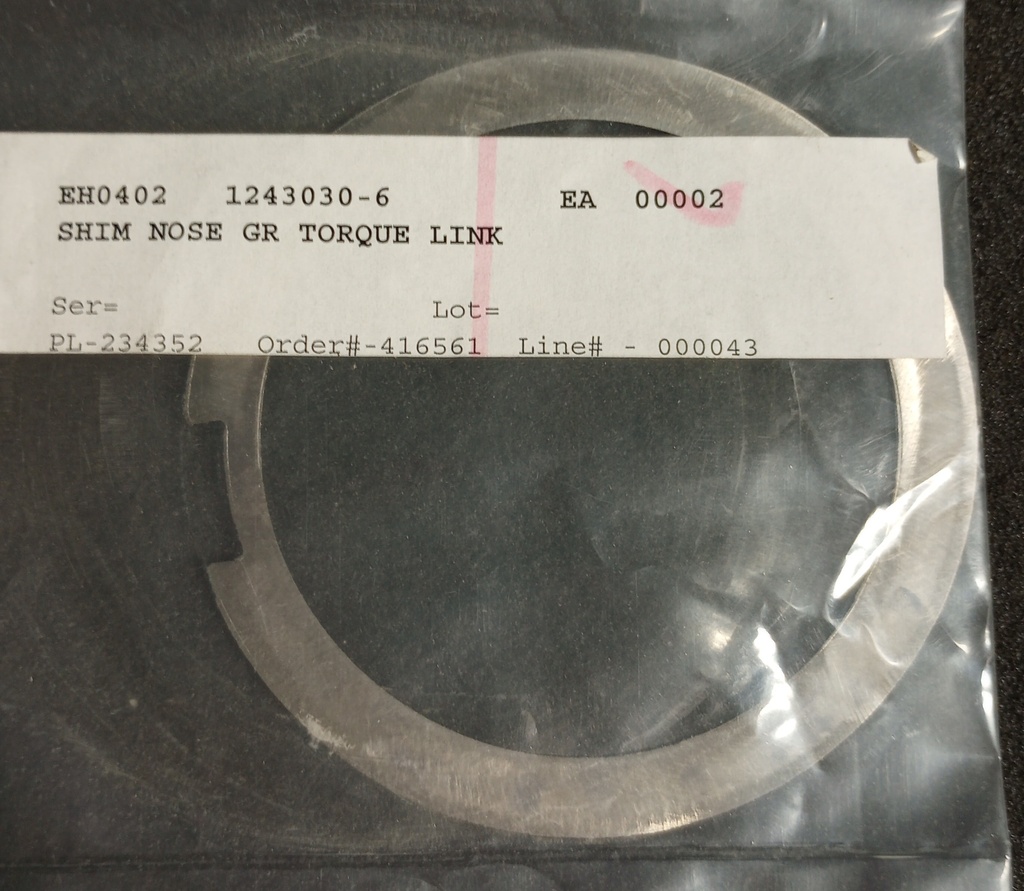 EH0402 1243030-6 EA 00002
SHIM NOSE GR TORQUE LINK
Ser= Lot=
PL-234352 Order#-416561 Line# - 000043